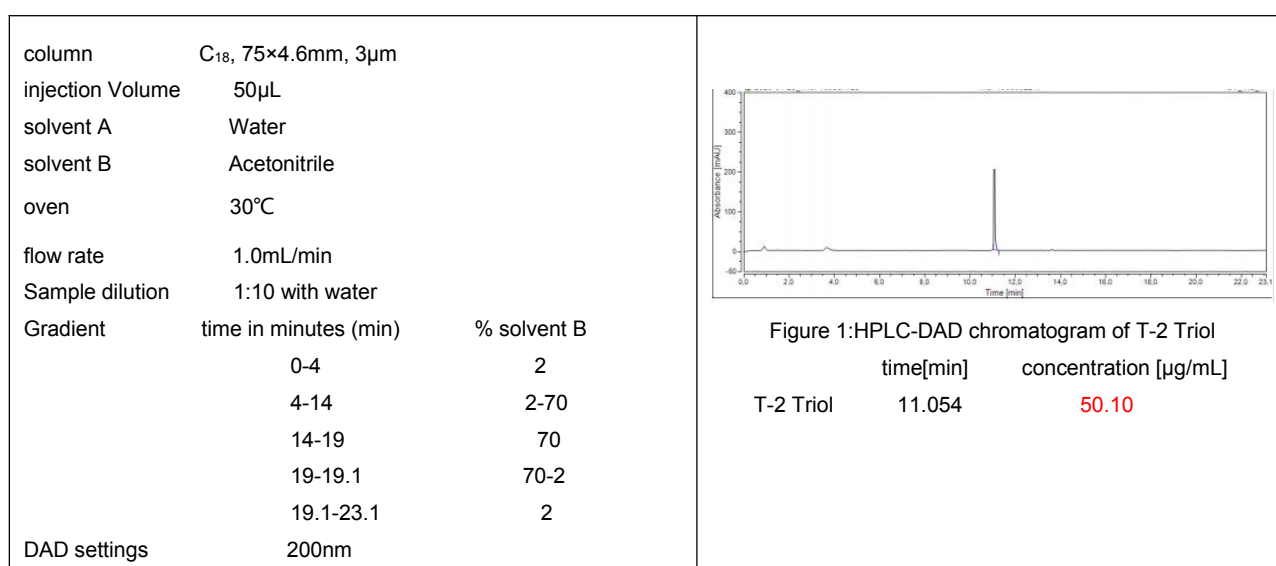 column C₁₈, 75×4.6mm, 3µm
injection Volume 50µL
solvent A Water
solvent B Acetonitrile
oven 30℃
flow rate 1.0mL/min
Sample dilution 1:10 with water
Gradient time in minutes (min) % solvent B
0-4 2
4-14 2-70
14-19 70
19-19.1 70-2
19.1-23.1 2
DAD settings 200nm
400
300
200
100
0
-50
Absorbance [mAU]
0,0 2,0 4,0 6,0 8,0 10,0 12,0 14,0 16,0 18,0 20,0 22,0 23,1
Time [min]
Figure 1:HPLC-DAD chromatogram of T-2 Triol
time[min] concentration [µg/mL]
T-2 Triol 11.054 50.10